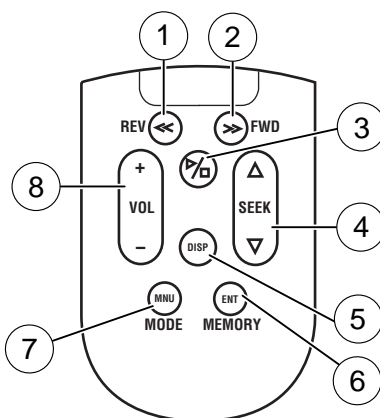 1 2
REV FWD
3
8
+
VOL SEEK
−
4
DISP
5
MNU ENT
MODE MEMORY
7 6